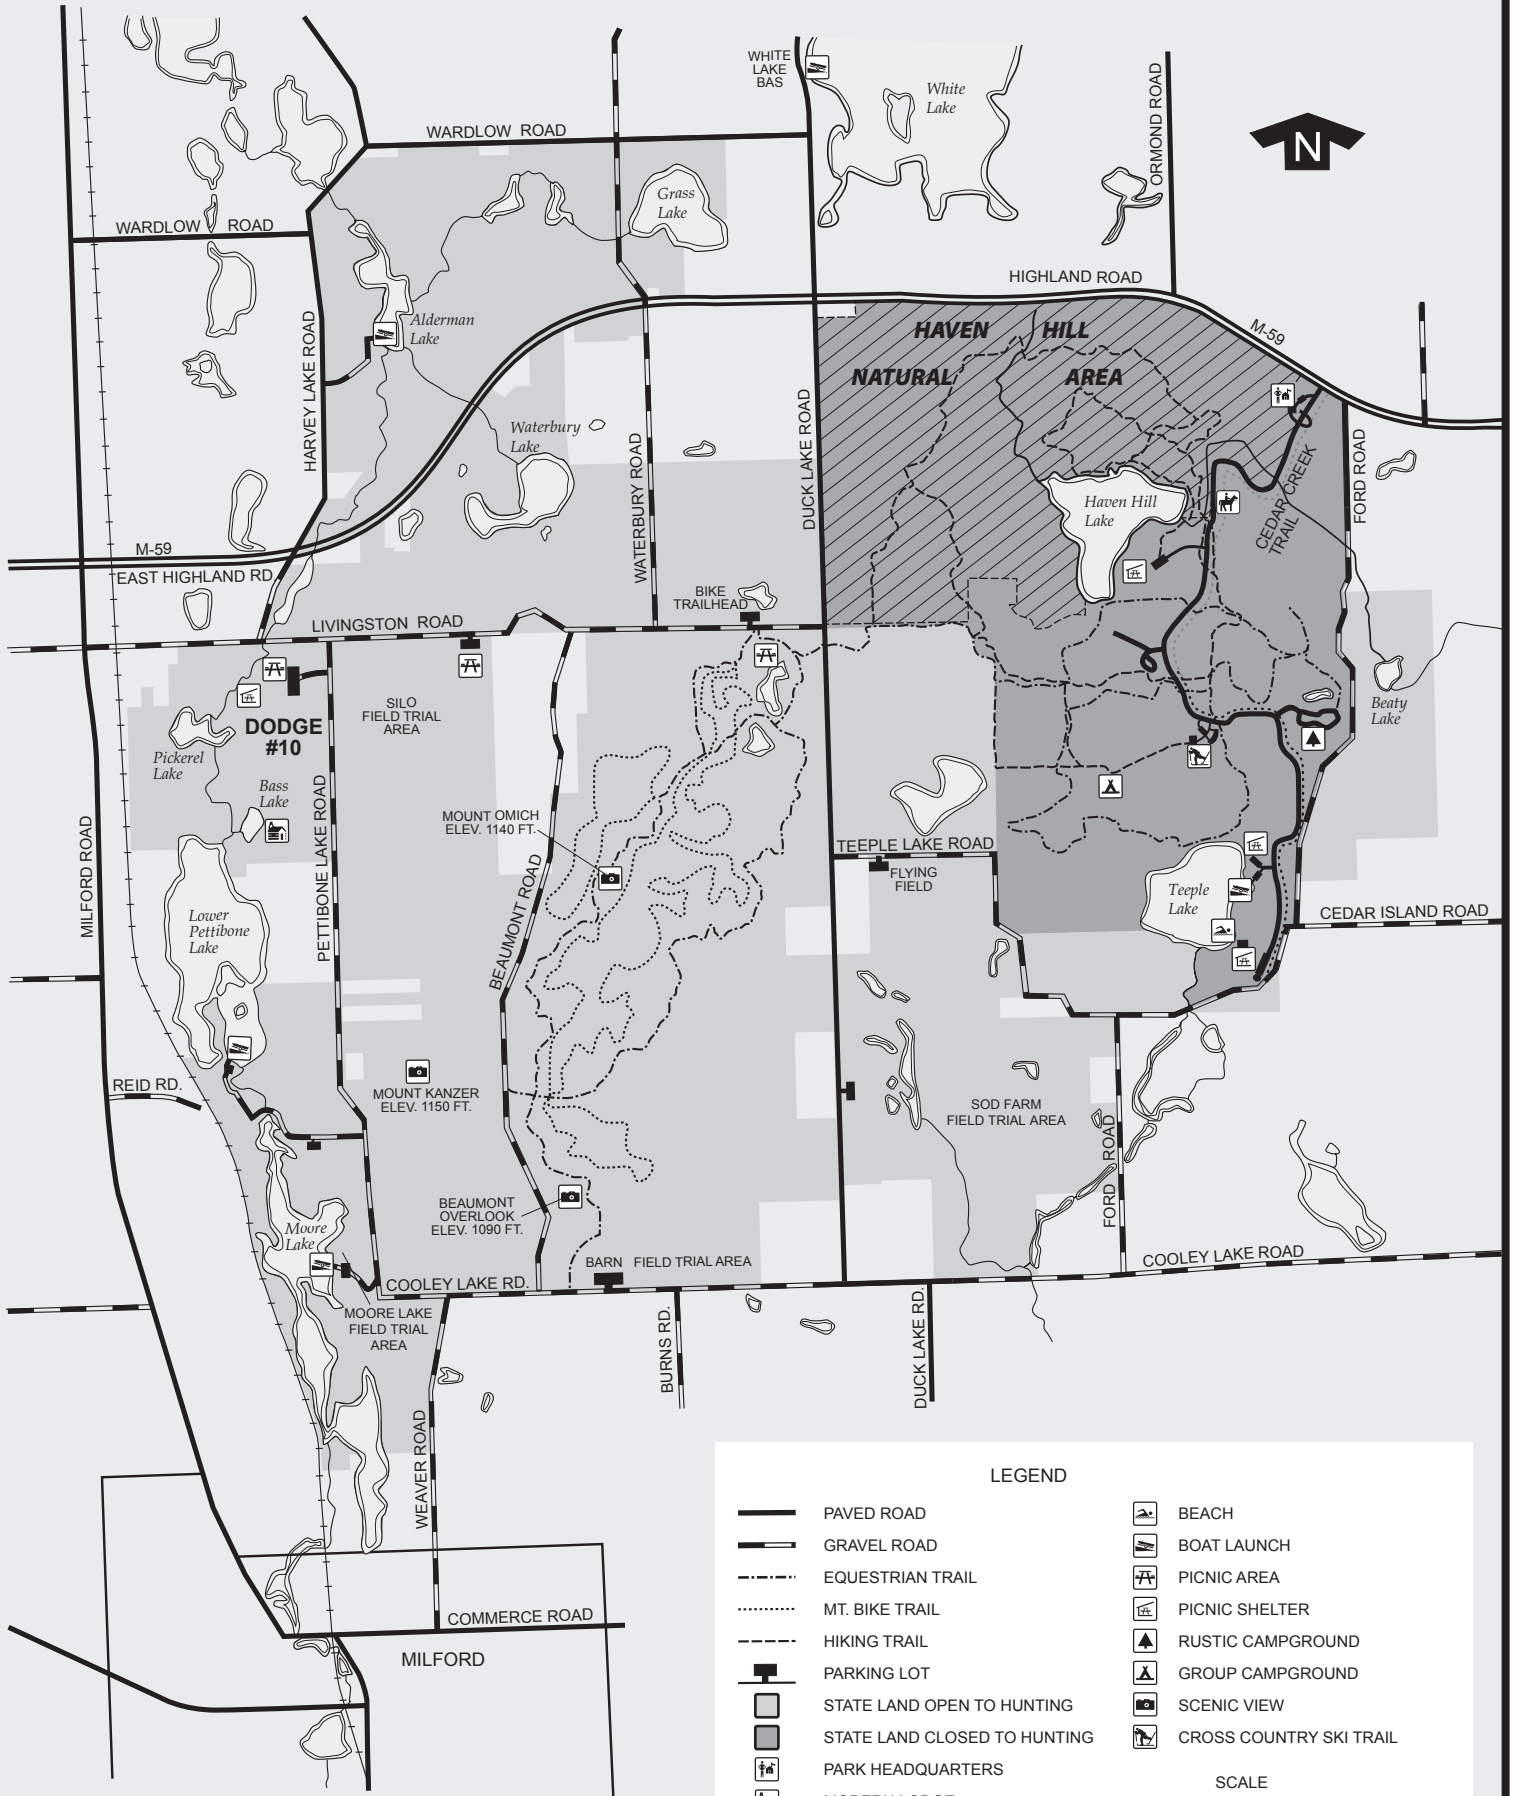 WHITE
LAKE
BAS
White
Lake
ORMOND ROAD
N
WARDLOW ROAD
Grass
Lake
WARDLOW ROAD
HIGHLAND ROAD
M-59
HARVEY LAKE ROAD
Alderman
Lake
HAVEN HILL
NATURAL AREA
Waterbury
Lake
WATERBURY ROAD
DUCK LAKE ROAD
FORD ROAD
CEDAR CREEK
TRAIL
Haven Hill
Lake
M-59
EAST HIGHLAND RD.
BIKE
TRAILHEAD
LIVINGSTON ROAD
SILO
FIELD TRIAL
AREA
DODGE
#10
Pickerel
Lake
Bass
Lake
Beaty
Lake
MILFORD ROAD
PETTIBONE LAKE ROAD
MOUNT OMICH
ELEV. 1140 FT.
BEAUMONT ROAD
TEEPLE LAKE ROAD
FLYING
FIELD
Teeple
Lake
CEDAR ISLAND ROAD
Lower
Pettibone
Lake
REID RD.
MOUNT KANZER
ELEV. 1150 FT.
SOD FARM
FIELD TRIAL AREA
FORD ROAD
BEAUMONT
OVERLOOK
ELEV. 1090 FT.
Moore
Lake
BARN FIELD TRIAL AREA
COOLEY LAKE RD.
COOLEY LAKE ROAD
MOORE LAKE
FIELD TRIAL
AREA
BURNS RD.
DUCK LAKE RD.
WEAVER ROAD
COMMERCE ROAD
MILFORD
LEGEND
PAVED ROAD
GRAVEL ROAD
EQUESTRIAN TRAIL
MT. BIKE TRAIL
HIKING TRAIL
PARKING LOT
STATE LAND OPEN TO HUNTING
STATE LAND CLOSED TO HUNTING
PARK HEADQUARTERS
BEACH
BOAT LAUNCH
PICNIC AREA
PICNIC SHELTER
RUSTIC CAMPGROUND
GROUP CAMPGROUND
SCENIC VIEW
CROSS COUNTRY SKI TRAIL
SCALE